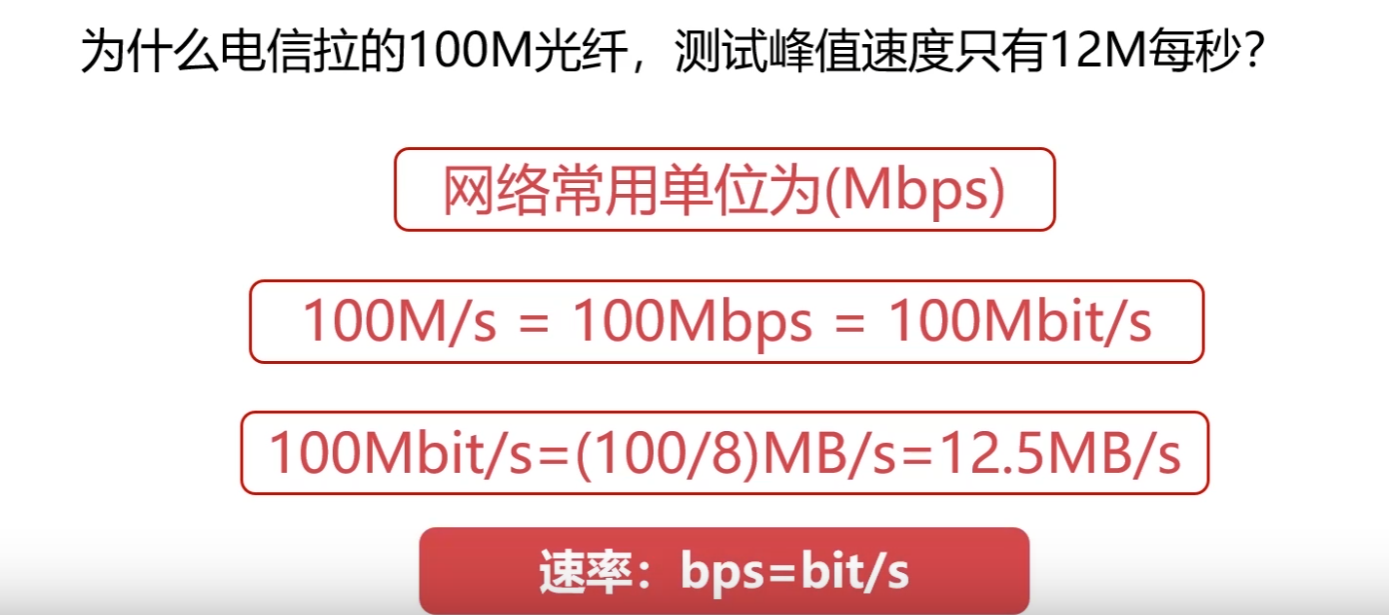 为什么电信拉的100M光纤，测试峰值速度只有12M每秒？
网络常用单位为(Mbps)
100M/s = 100Mbps = 100Mbit/s
100Mbit/s=(100/8)MB/s=12.5MB/s
速率：bps=bit/s